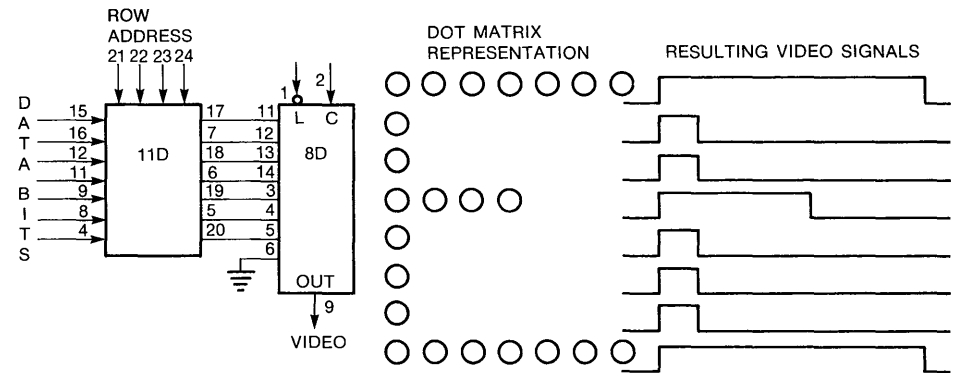 ROW
ADDRESS
21 22 23 24
DATA BITS
15
16
12
11
9
8
4
11D
17
7
18
6
19
5
20
1
2
L C
11
12
13
14
3
4
5
6
8D
OUT
9
VIDEO
DOT MATRIX
REPRESENTATION
RESULTING VIDEO SIGNALS